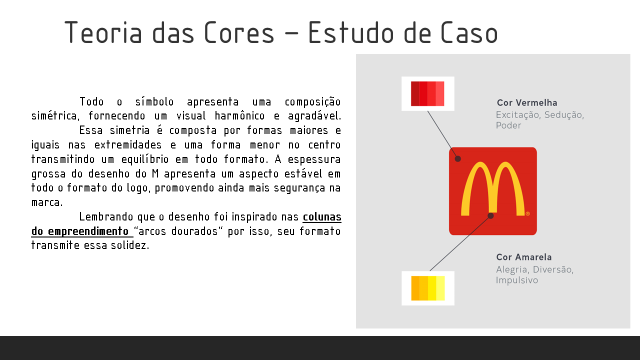 Teoria das Cores – Estudo de Caso
Todo o símbolo apresenta uma composição
simétrica, fornecendo um visual harmônico e agradável.
Essa simetria é composta por formas maiores e
iguais nas extremidades e uma forma menor no centro
transmitindo um equilíbrio em todo formato. A espessura
grossa do desenho do M apresenta um aspecto estável em
todo o formato do logo, promovendo ainda mais segurança na
marca.
Lembrando que o desenho foi inspirado nas colunas
do empreendimento “arcos dourados” por isso, seu formato
transmite essa solidez.
Cor Vermelha
Excitação, Sedução,
Poder
M
Cor Amarela
Alegria, Diversão,
Impulsivo